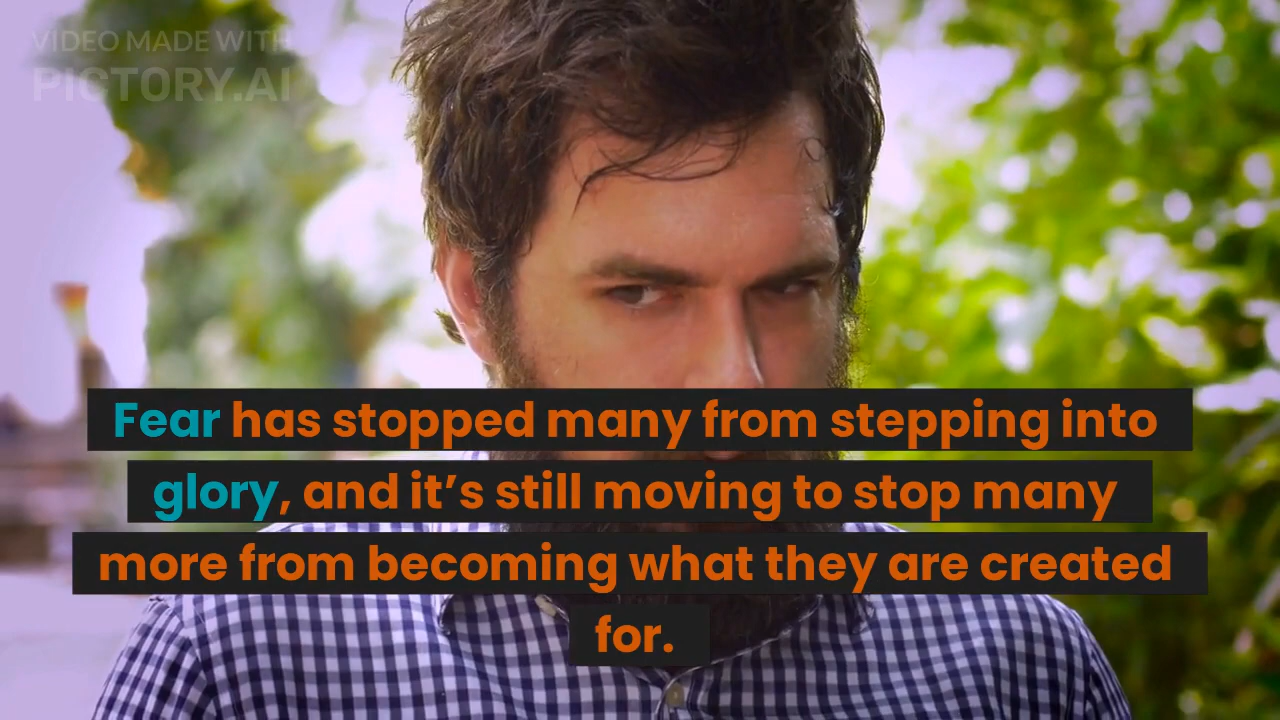 VIDEO MADE WITH
PICTORY.AI
Fear has stopped many from stepping into
glory, and it’s still moving to stop many
more from becoming what they are created
for.